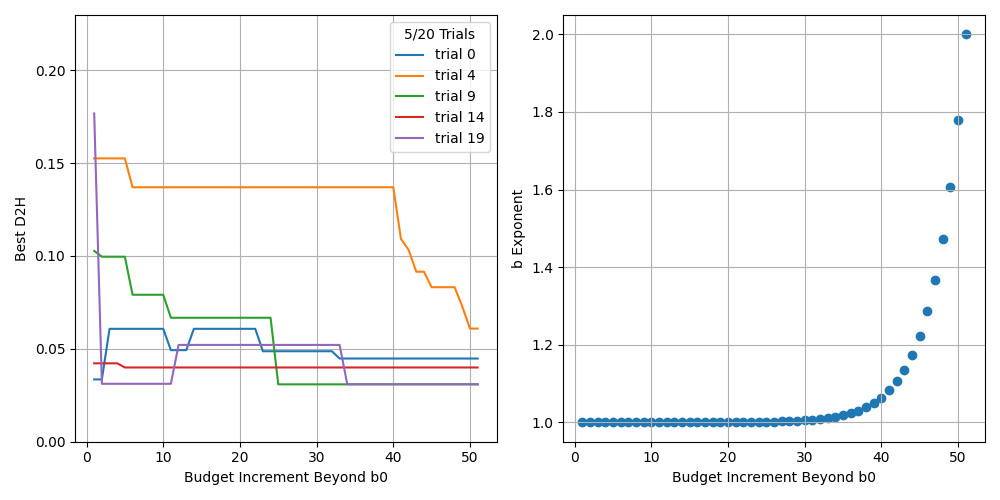 5/20 Trials
trial 0
trial 4
trial 9
trial 14
trial 19
Best D2H
0.20
0.15
0.10
0.05
0.00
0 10 20 30 40 50
Budget Increment Beyond b0
b Exponent
2.0
1.8
1.6
1.4
1.2
1.0
0 10 20 30 40 50
Budget Increment Beyond b0